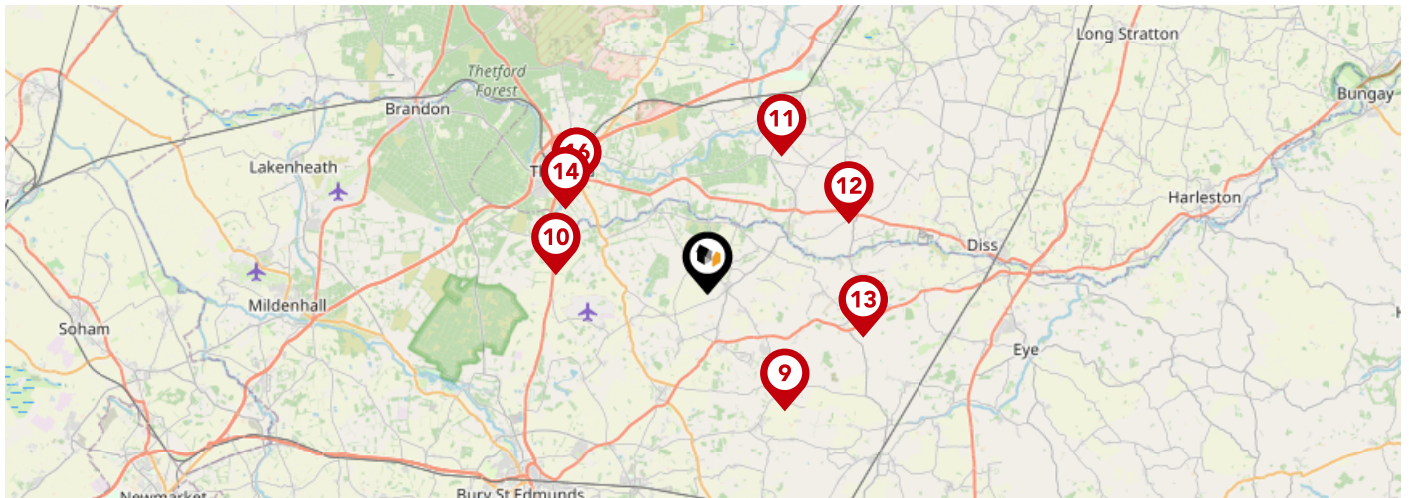 Long Stratton
Thetford
Forest
Bungay
Brandon
11
16
Lakenheath
14
12
Harleston
10
Diss
13
Mildenhall
Soham
Eye
9
Newmarket
Bury St Edmunds